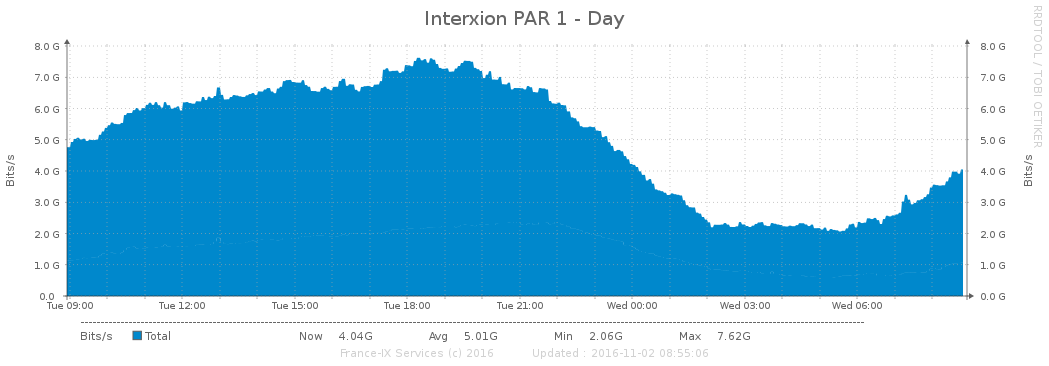 Interxion PAR 1 - Day
RRDTOOL / TOBI OETIKER
Bits/s
8.0 G 8.0 G
7.0 G 7.0 G
6.0 G 6.0 G
5.0 G 5.0 G
4.0 G 4.0 G
3.0 G 3.0 G
2.0 G 2.0 G
1.0 G 1.0 G
0.0 0.0 G
Bits/s
Tue 09:00 Tue 12:00 Tue 15:00 Tue 18:00 Tue 21:00 Wed 00:00 Wed 03:00 Wed 06:00
Bits/s Total Now 4.04G Avg 5.01G Min 2.06G Max 7.62G
France-IX Services (c) 2016 Updated : 2016-11-02 08:55:06